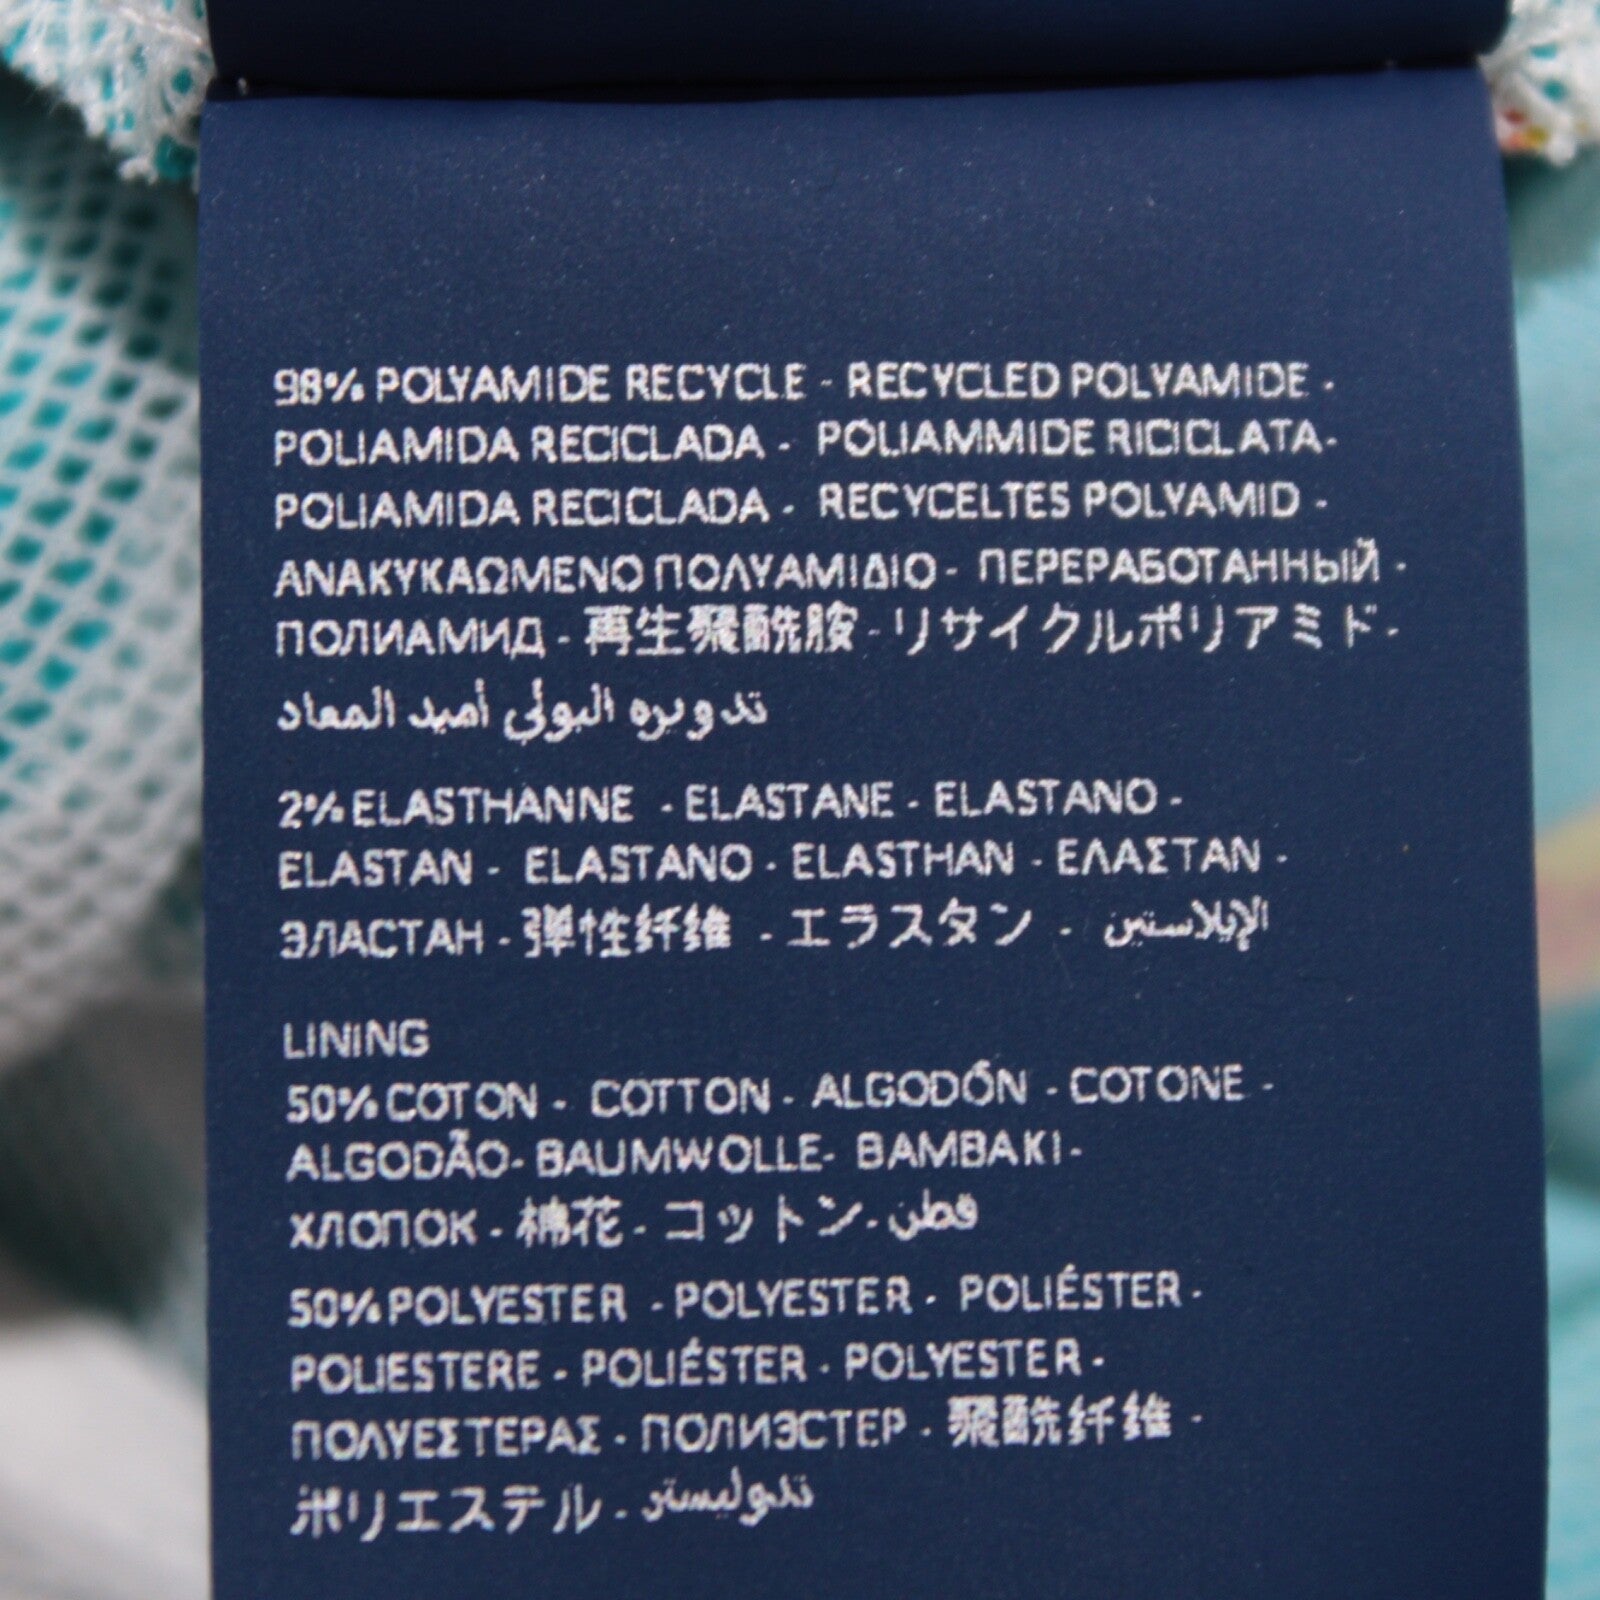 98% POLYAMIDE RECYCLE - RECYCLED POLYAMIDE -
POLIAMIDA RECICLADA - POLIAMMIDE RICICLATA-
POLIAMIDA RECICLADA - RECYCELTES POLYAMID -
ΑΝΑΚΥΚΛΩΜΕΝΟ ΠΟΛΥΑΜΙΔΙΟ - ПЕРЕРАБОТАННЫЙ -
ПОЛИАМИД - 再生聚酰胺 - リサイクルポリアミド -
تدويره البولي أميد المعاد
2% ELASTHANNE - ELASTANE - ELASTANO -
ELASTAN - ELASTANO - ELASTHAN - ΕΛΑΣΤΑΝ -
ЭЛАСТАН - 弹性纤维 - エラスタン - الإيلاستين
LINING
50% COTON - COTTON - ALGODÓN - COTONE -
ALGODÃO- BAUMWOLLE- BAMBAKI -
ХЛОПОК - 棉花 - コットン - قطن
50% POLYESTER - POLYESTER - POLIÉSTER -
POLIESTERE - POLIÉSTER - POLYESTER -
ΠΟΛΥΕΣΤΕΡΑΣ - ПОЛИЭСТЕР - 聚酰纤维 -
ポリエステル -